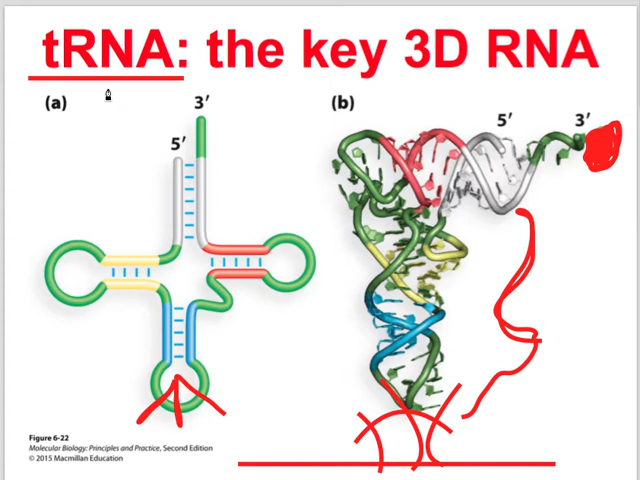 tRNA: the key 3D RNA
(a)
3′
5′
(b)
5′
3′
Figure 6-22
Molecular Biology: Principles and Practice, Second Edition
© 2015 Macmillan Education